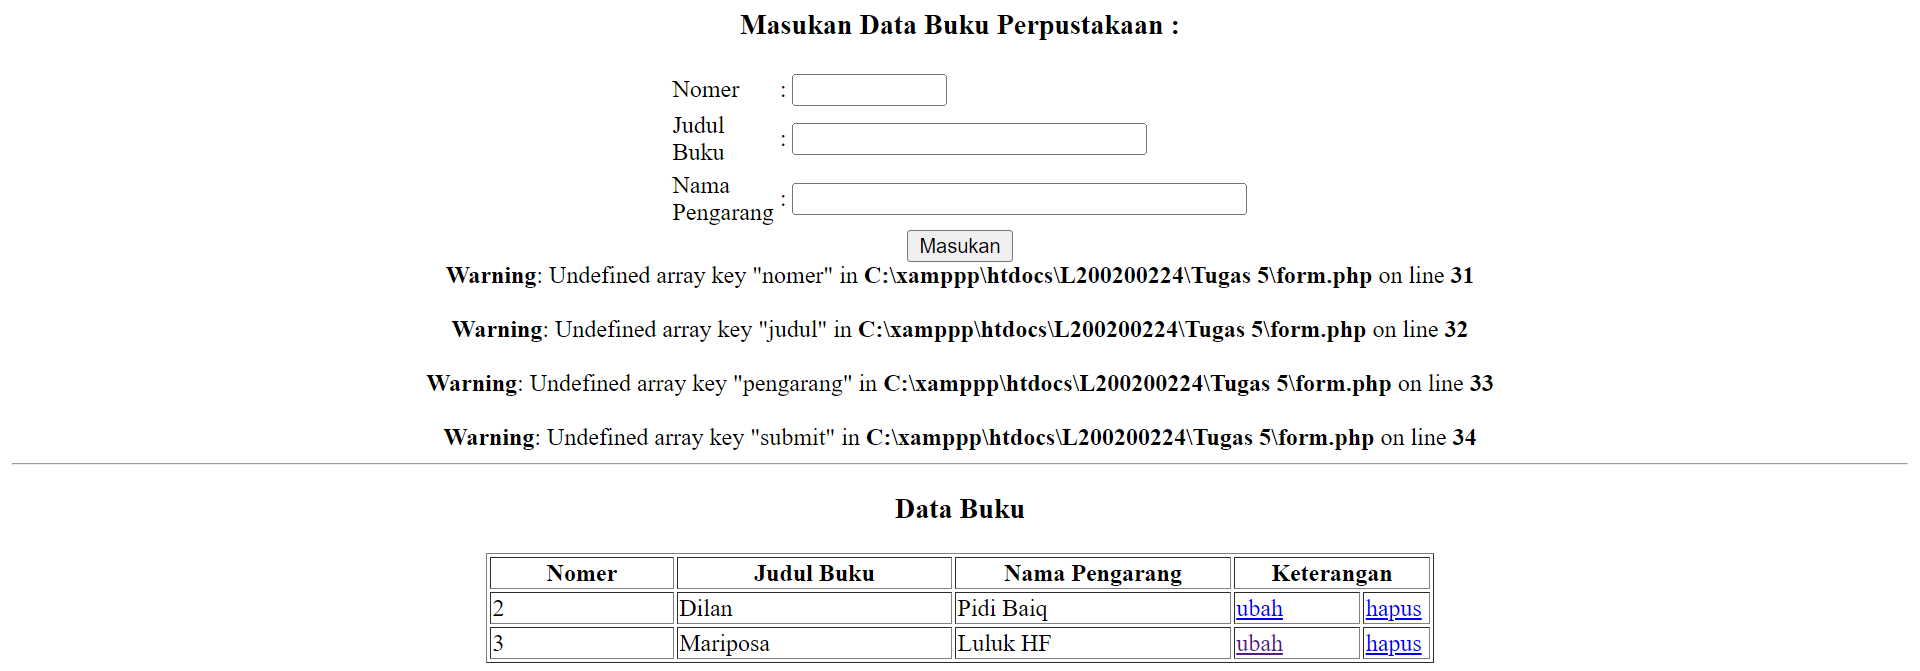 Masukan Data Buku Perpustakaan :
Nomer :
Judul
Buku :
Nama
Pengarang :
Masukan
Warning: Undefined array key "nomer" in C:\xamppp\htdocs\L200200224\Tugas 5\form.php on line 31
Warning: Undefined array key "judul" in C:\xamppp\htdocs\L200200224\Tugas 5\form.php on line 32
Warning: Undefined array key "pengarang" in C:\xamppp\htdocs\L200200224\Tugas 5\form.php on line 33
Warning: Undefined array key "submit" in C:\xamppp\htdocs\L200200224\Tugas 5\form.php on line 34
Data Buku
Nomer Judul Buku Nama Pengarang Keterangan
2 Dilan Pidi Baiq ubah hapus
3 Mariposa Luluk HF ubah hapus